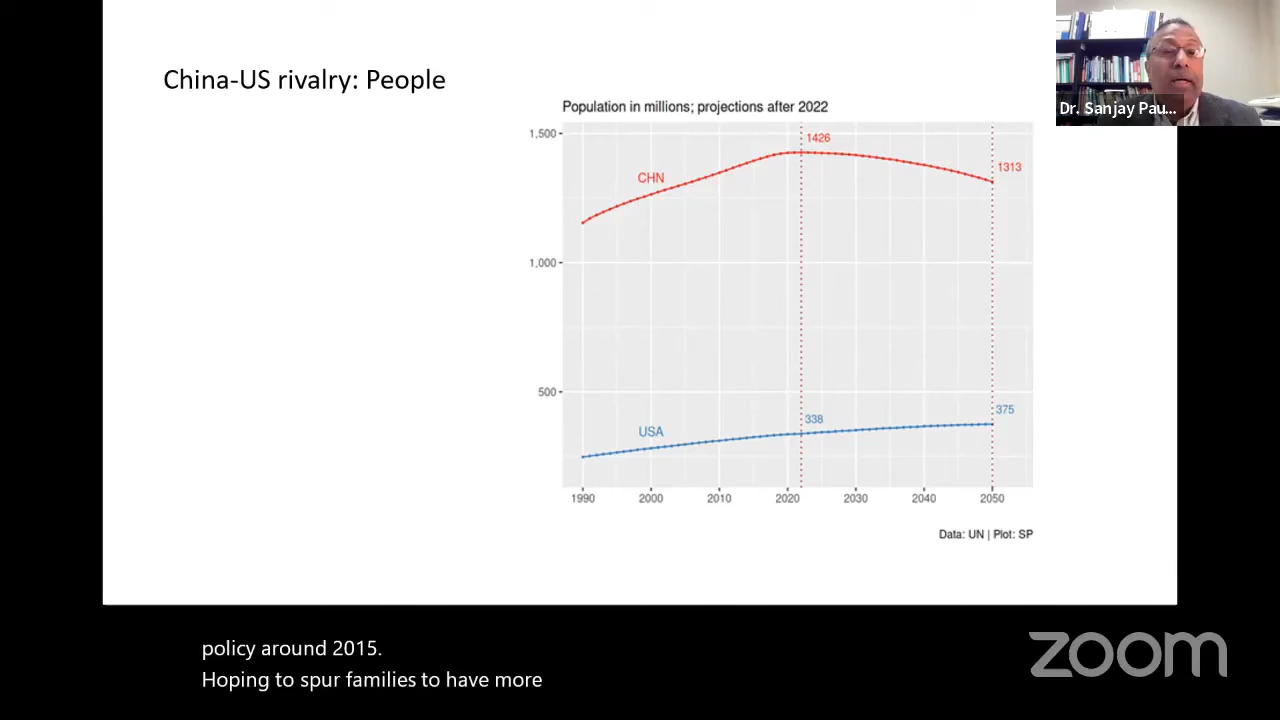 China-US rivalry: People
Dr. Sanjay Pau...
Population in millions; projections after 2022
1,500
1426
1313
CHN
1,000
500
375
338
USA
1990 2000 2010 2020 2030 2040 2050
Data: UN | Plot: SP
policy around 2015.
Hoping to spur families to have more
zoom